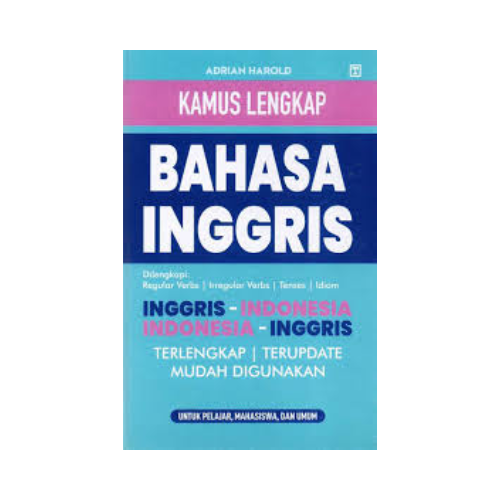 ADRIAN HAROLD
KAMUS LENGKAP
BAHASA
INGGRIS
Dilengkapi:
Regular Verbs | Irregular Verbs | Tenses | Idiom
INGGRIS - INDONESIA
INDONESIA - INGGRIS
TERLENGKAP | TERUPDATE
MUDAH DIGUNAKAN
UNTUK PELAJAR, MAHASISWA, DAN UMUM